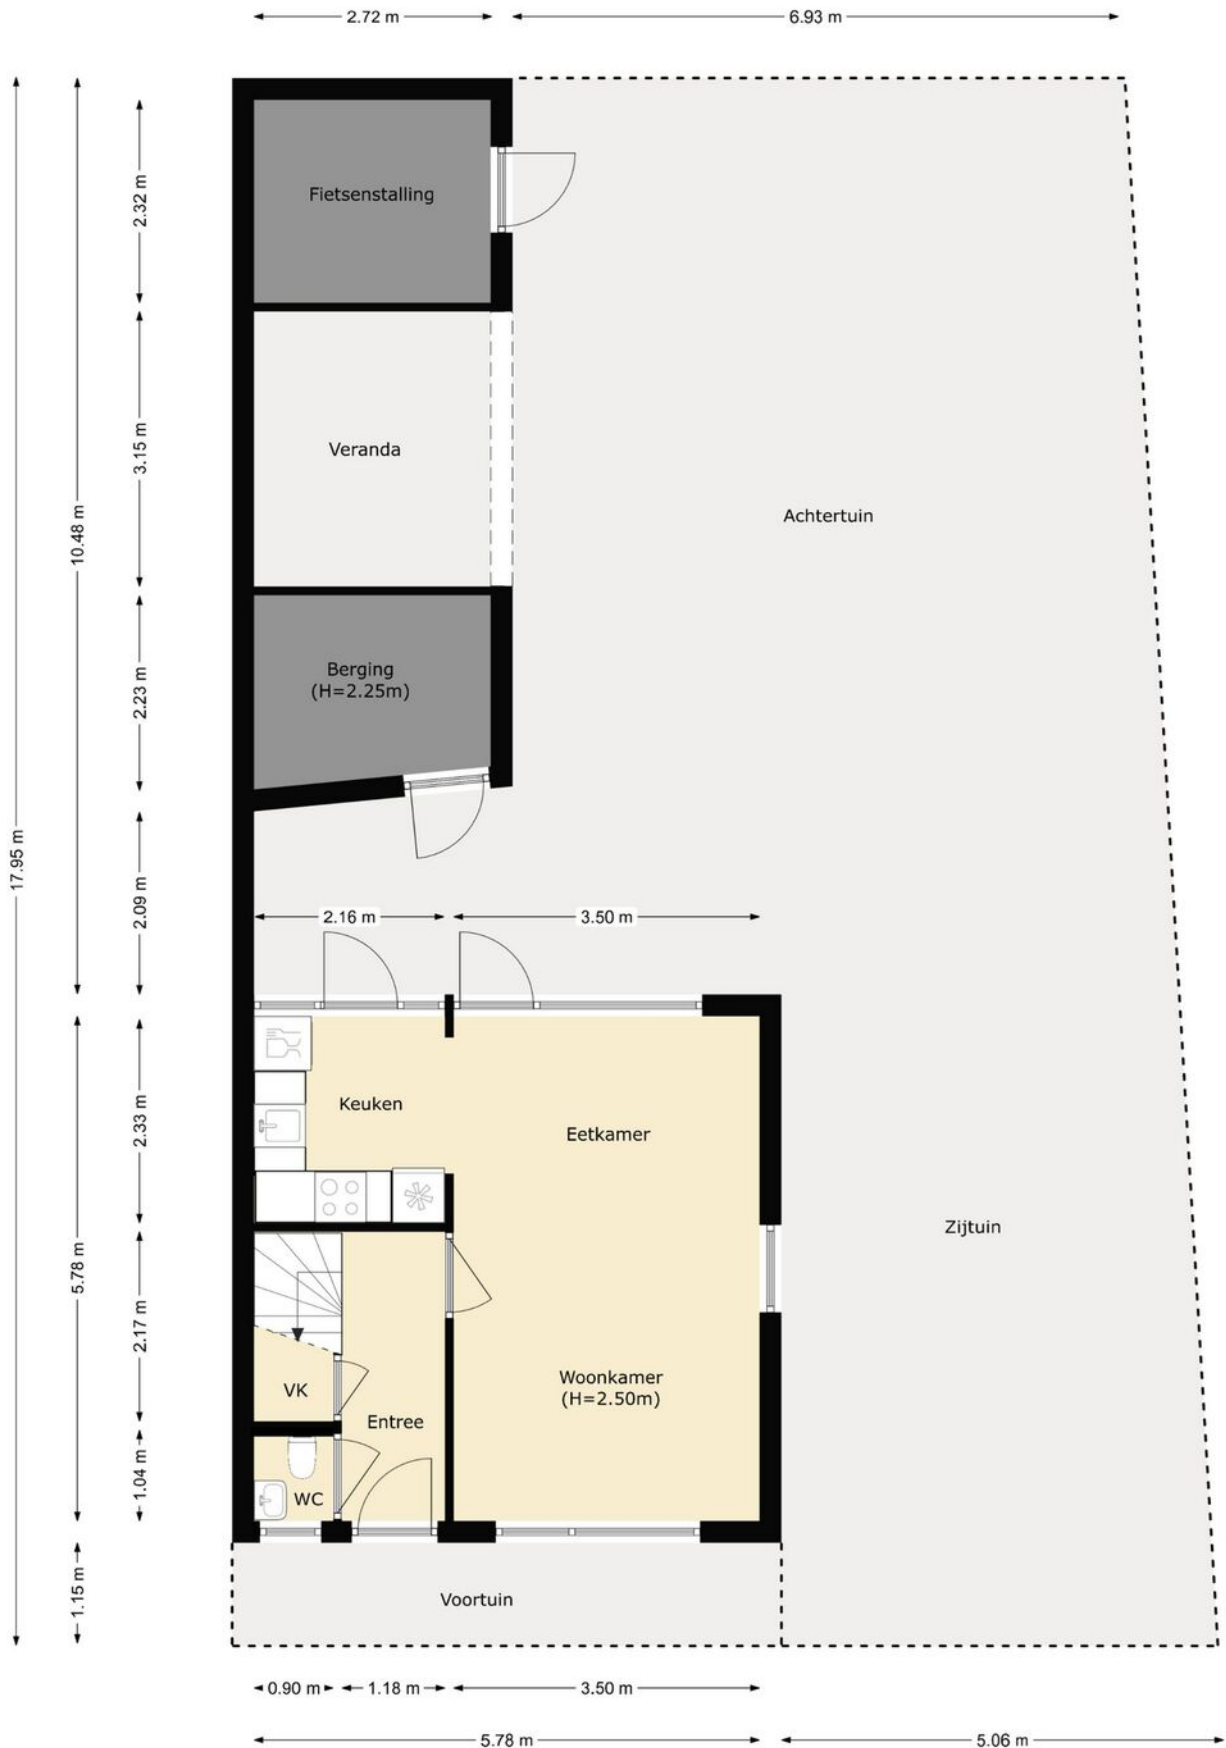 2.72 m
6.93 m
2.32 m
Fietsenstalling
3.15 m
Veranda
10.48 m
Achtertuin
2.23 m
Berging
(H=2.25m)
17.95 m
2.09 m
2.16 m
3.50 m
2.33 m
Keuken
Eetkamer
5.78 m
Zijtuin
2.17 m
VK
Woonkamer
(H=2.50m)
Entree
1.04 m
WC
1.15 m
Voortuin
0.90 m
1.18 m
3.50 m
5.78 m
5.06 m